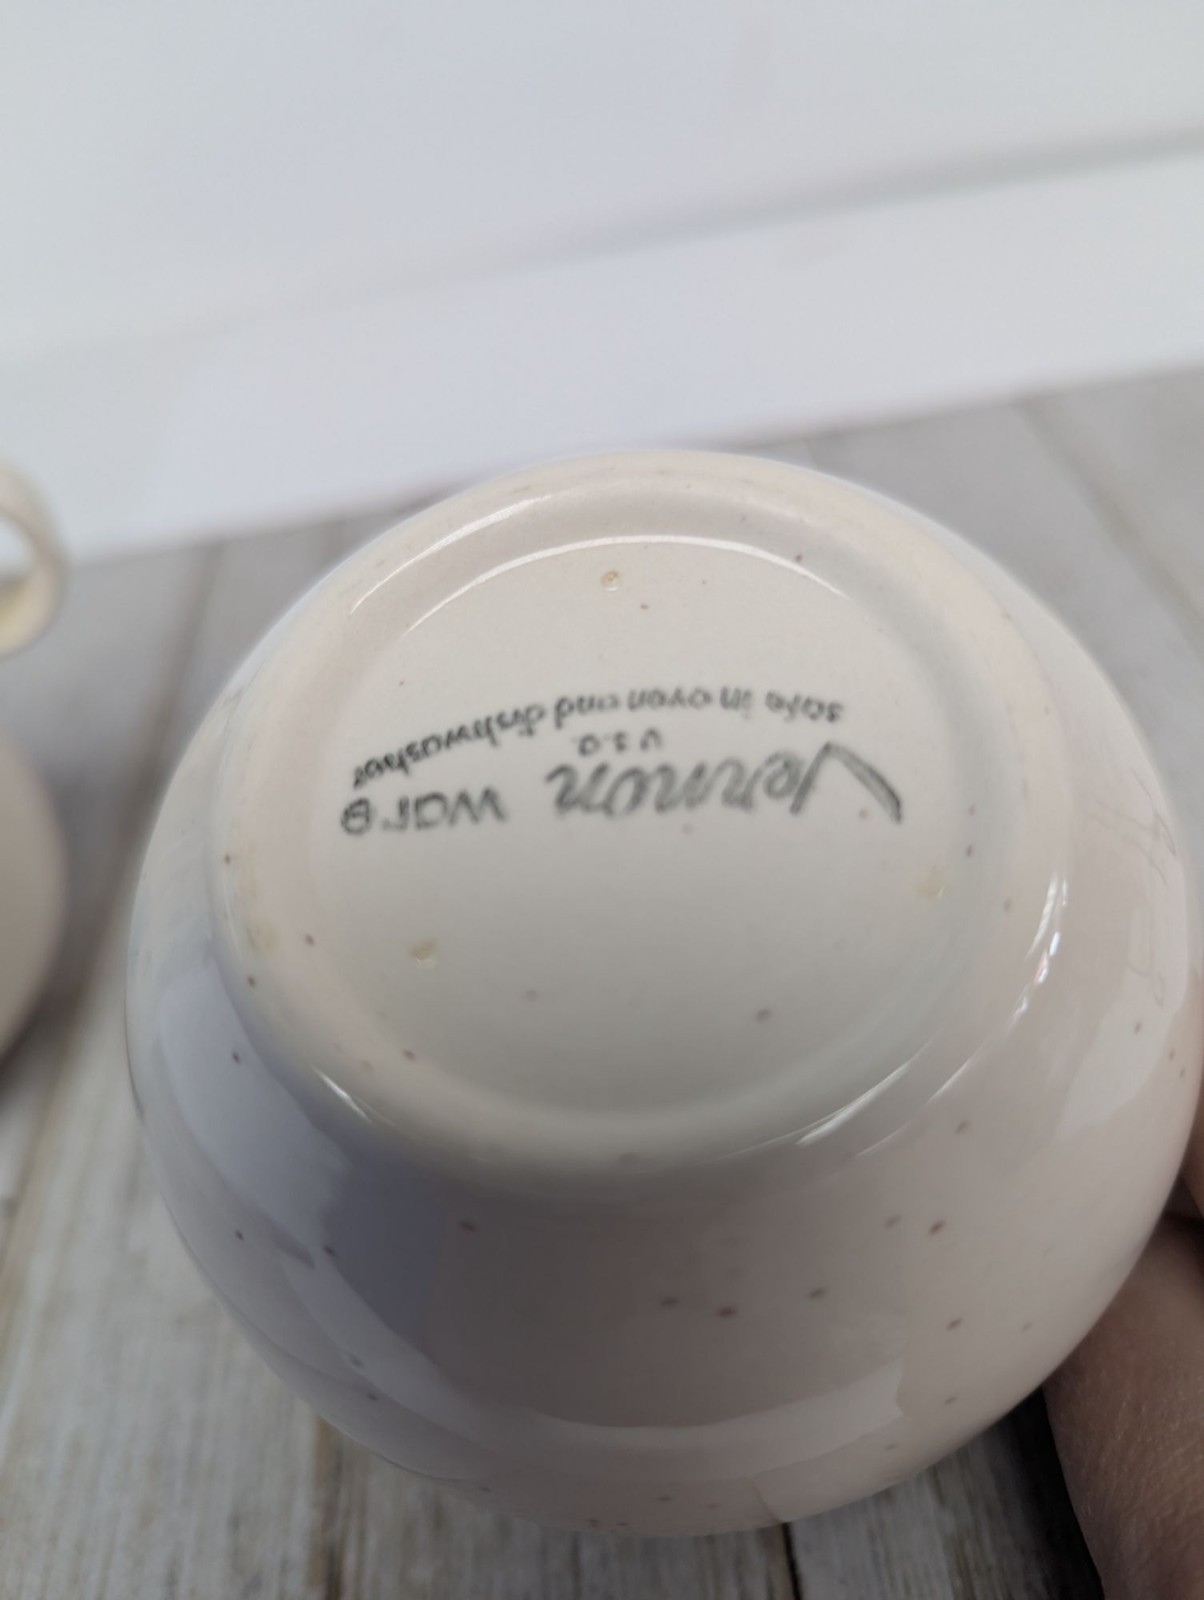 Vernon ware
U.S.A.
safe in oven and dishwasher